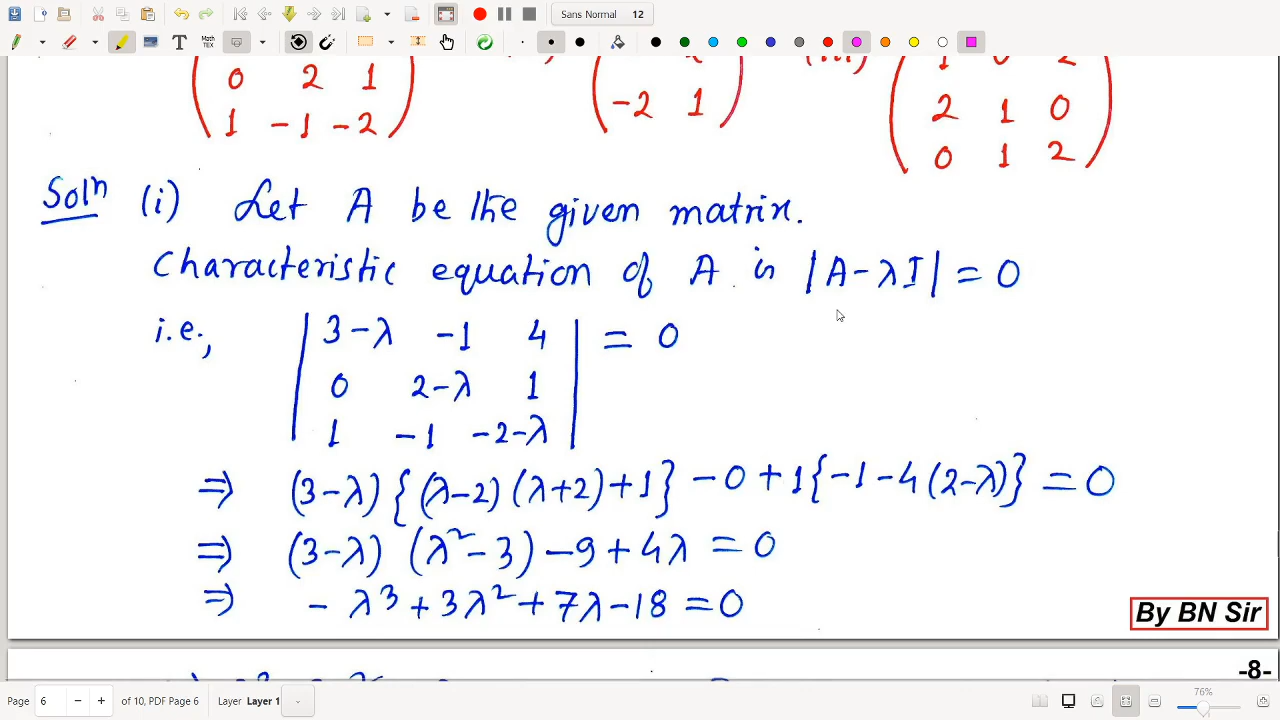 Sans Normal 12
0 2 1
1 -1 -2
-2 1
(iii)
2 1 0
0 1 2
Soln (i) Let A be the given matrix.
Characteristic equation of A is |A-λI| = 0
i.e., | 3-λ -1 4 | = 0
0 2-λ 1
1 -1 -2-λ
⇒ (3-λ){(λ-2)(λ+2)+1} -0+1{-1-4(2-λ)} = 0
⇒ (3-λ) (λ²-3) -9+4λ = 0
⇒ -λ³+3λ²+7λ-18 = 0
By BN Sir
-8-
Page 6 of 10, PDF Page 6 Layer Layer 1 76%